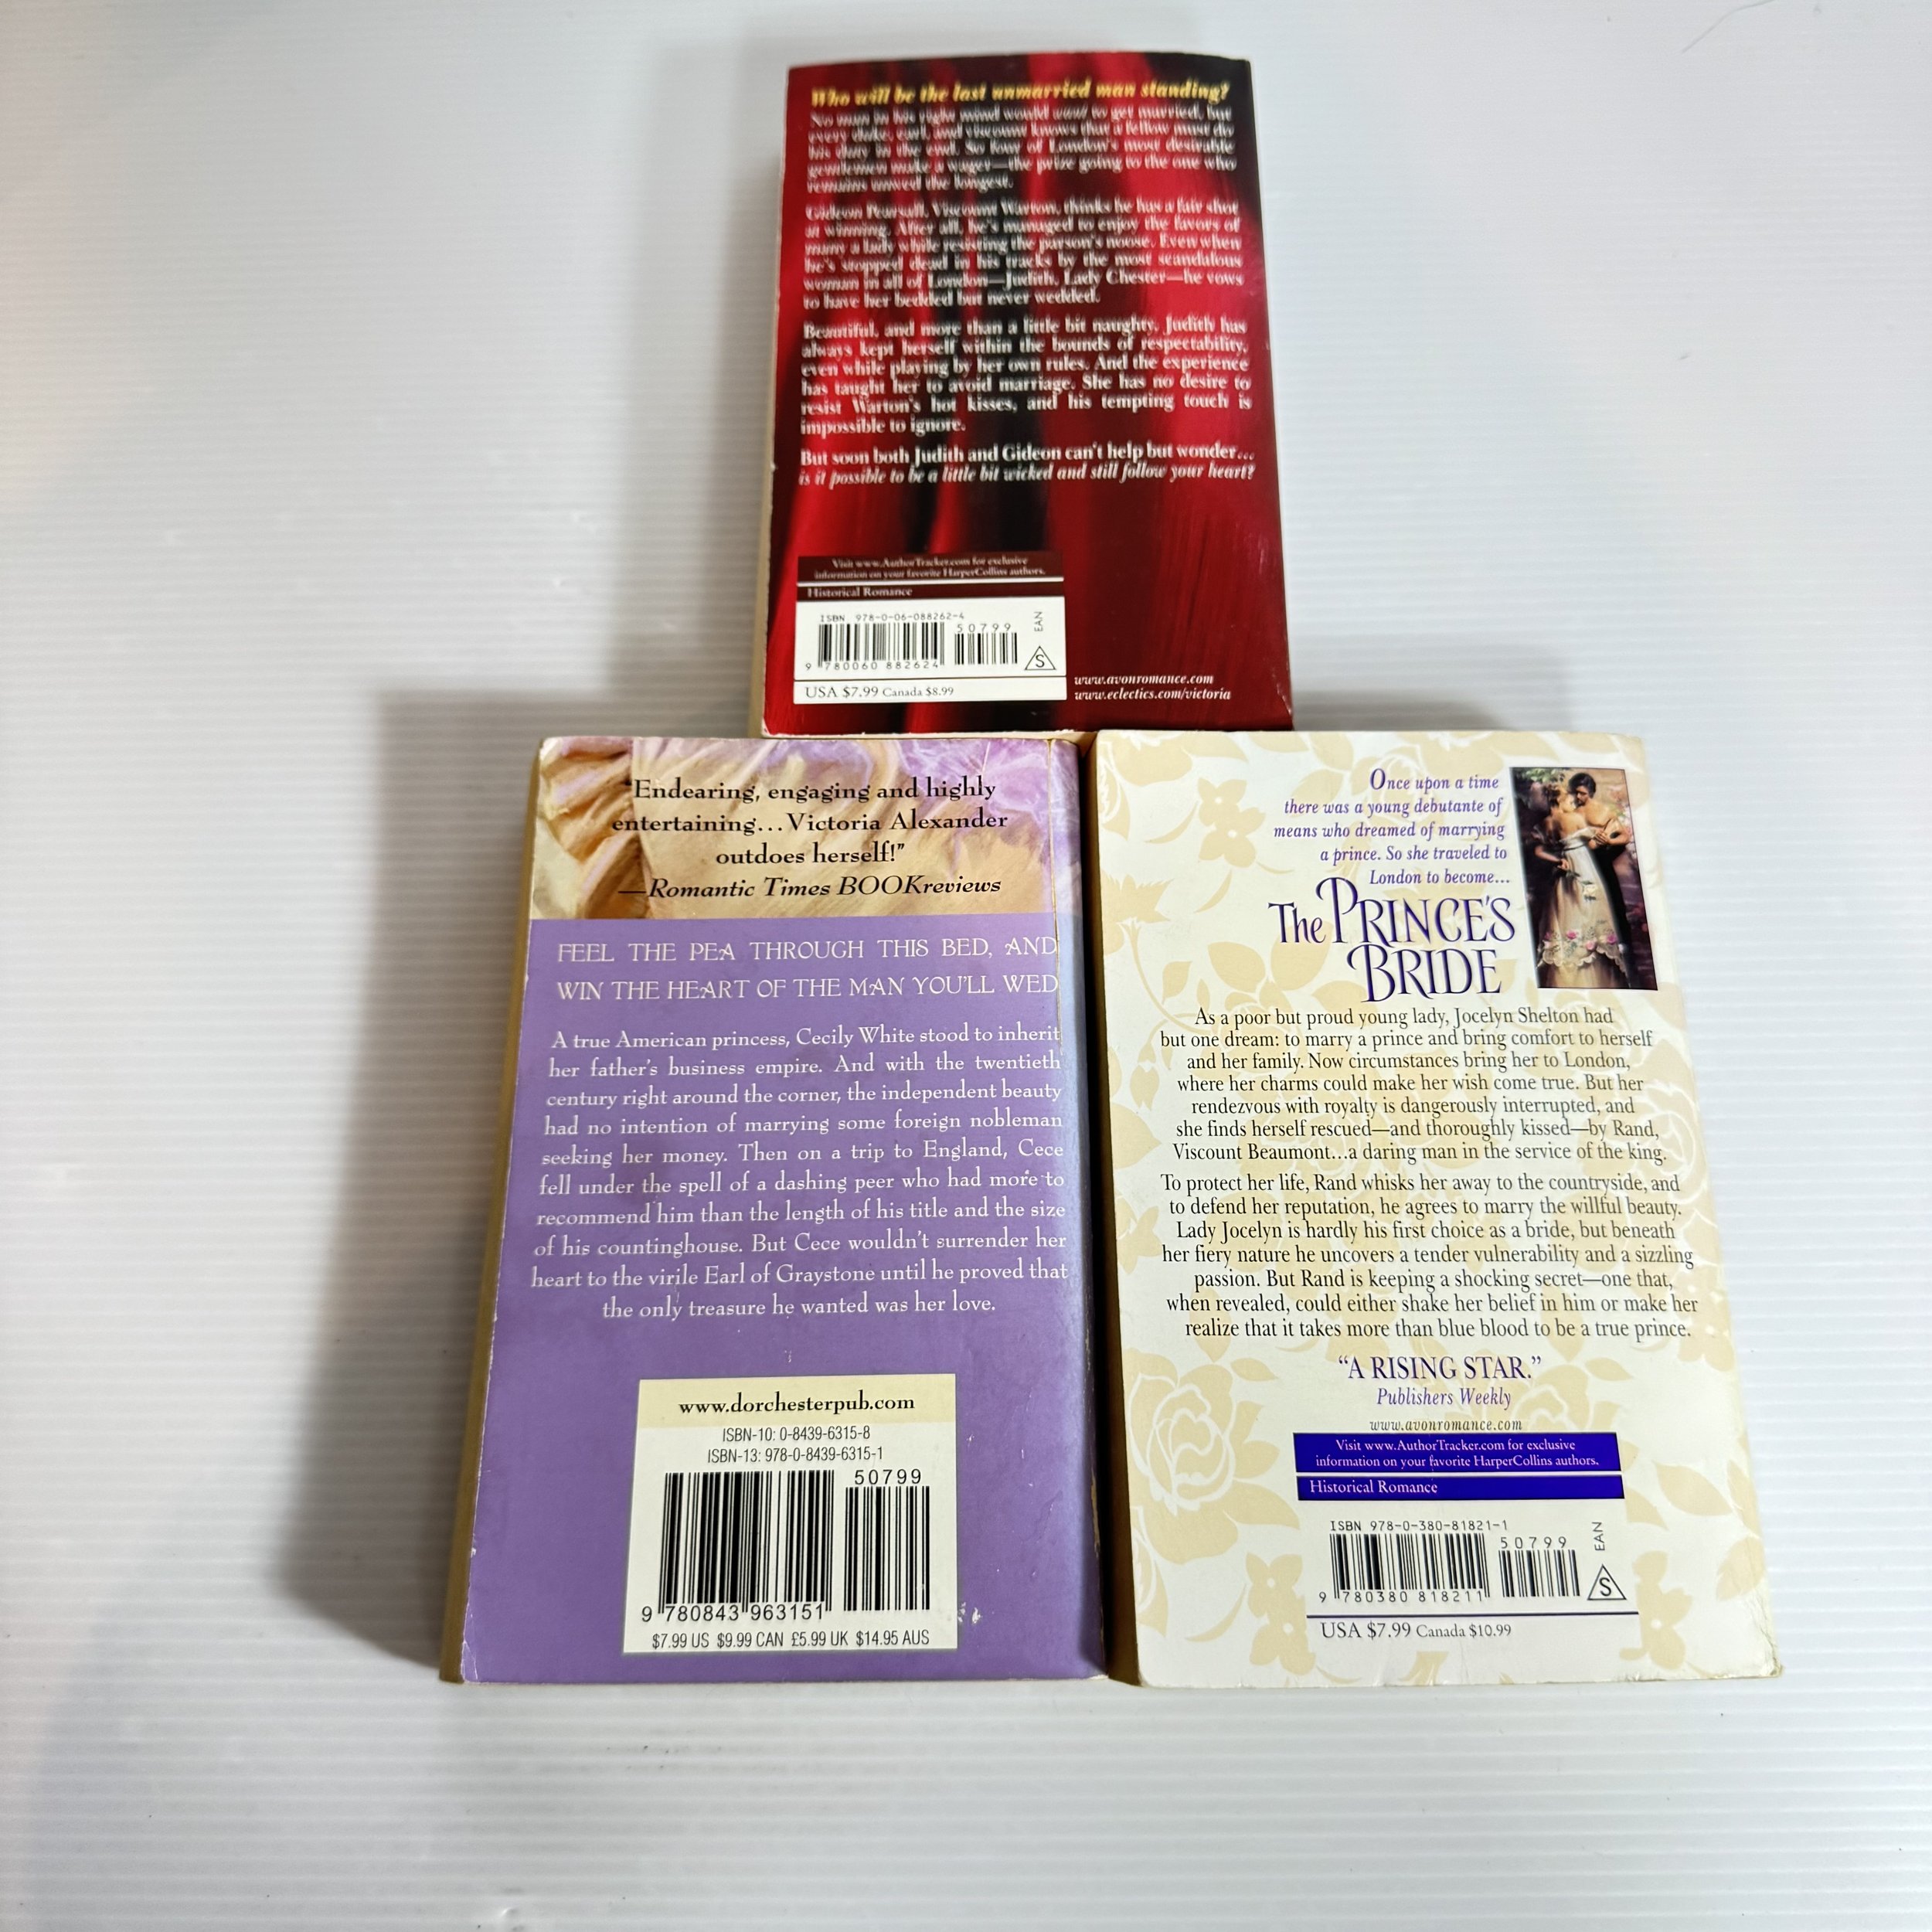 Who will be the last unmarried man standing?
No man in his right mind would want to get married, but
every duke, earl, and viscount knows that a fellow must do
his duty in the end. So four of London's most desirable
gentlemen make a wager—the prize going to the one who
remains unwed the longest.
Gideon Pearsall, Viscount Warton, thinks he has a fair shot
at winning. After all, he's managed to enjoy the favors of
many a lady while resisting the parson's noose. Even when
he's stopped dead in his tracks by the most scandalous
woman in all of London—Judith, Lady Chester—he vows
to have her bedded but never wedded.
Beautiful, and more than a little bit naughty, Judith has
always kept herself within the bounds of respectability,
even while playing by her own rules. And the experience
has taught her to avoid marriage. She has no desire to
resist Warton's hot kisses, and his tempting touch is
impossible to ignore.
But soon both Judith and Gideon can't help but wonder...
is it possible to be a little bit wicked and still follow your heart?
Visit www.AuthorTracker.com for exclusive
information on your favorite HarperCollins authors.
Historical Romance
ISBN 978-0-06-088262-4
50799
EAN
S
9 780060 882624
USA $7.99 Canada $8.99
www.avonromance.com
www.eclectics.com/victoria
"Endearing, engaging and highly
entertaining...Victoria Alexander
outdoes herself!"
—Romantic Times BOOKreviews
FEEL THE PEA THROUGH THIS BED, AND
WIN THE HEART OF THE MAN YOU'LL WED
A true American princess, Cecily White stood to inherit
her father's business empire. And with the twentieth
century right around the corner, the independent beauty
had no intention of marrying some foreign nobleman
seeking her money. Then on a trip to England, Cece
fell under the spell of a dashing peer who had more to
recommend him than the length of his title and the size
of his countinghouse. But Cece wouldn't surrender her
heart to the virile Earl of Graystone until he proved that
the only treasure he wanted was her love.
www.dorchesterpub.com
ISBN-10: 0-8439-6315-8
ISBN-13: 978-0-8439-6315-1
50799
9 780843 963151
$7.99 US $9.99 CAN £5.99 UK $14.95 AUS
Once upon a time
there was a young debutante of
means who dreamed of marrying
a prince. So she traveled to
London to become...
The PRINCE'S
BRIDE
As a poor but proud young lady, Jocelyn Shelton had
but one dream: to marry a prince and bring comfort to herself
and her family. Now circumstances bring her to London,
where her charms could make her wish come true. But her
rendezvous with royalty is dangerously interrupted, and
she finds herself rescued—and thoroughly kissed—by Rand,
Viscount Beaumont...a daring man in the service of the king.
To protect her life, Rand whisks her away to the countryside, and
to defend her reputation, he agrees to marry the willful beauty.
Lady Jocelyn is hardly his first choice as a bride, but beneath
her fiery nature he uncovers a tender vulnerability and a sizzling
passion. But Rand is keeping a shocking secret—one that,
when revealed, could either shake her belief in him or make her
realize that it takes more than blue blood to be a true prince.
"A RISING STAR."
Publishers Weekly
www.avonromance.com
Visit www.AuthorTracker.com for exclusive
information on your favorite HarperCollins authors.
Historical Romance
ISBN 978-0-380-81821-1
50799
EAN
S
9 780380 818211
USA $7.99 Canada $10.99